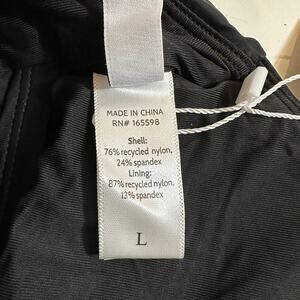 MADE IN CHINA
RN# 165598
Shell:
76% recycled nylon,
24% spandex
Lining:
87% recycled nylon,
13% spandex
L